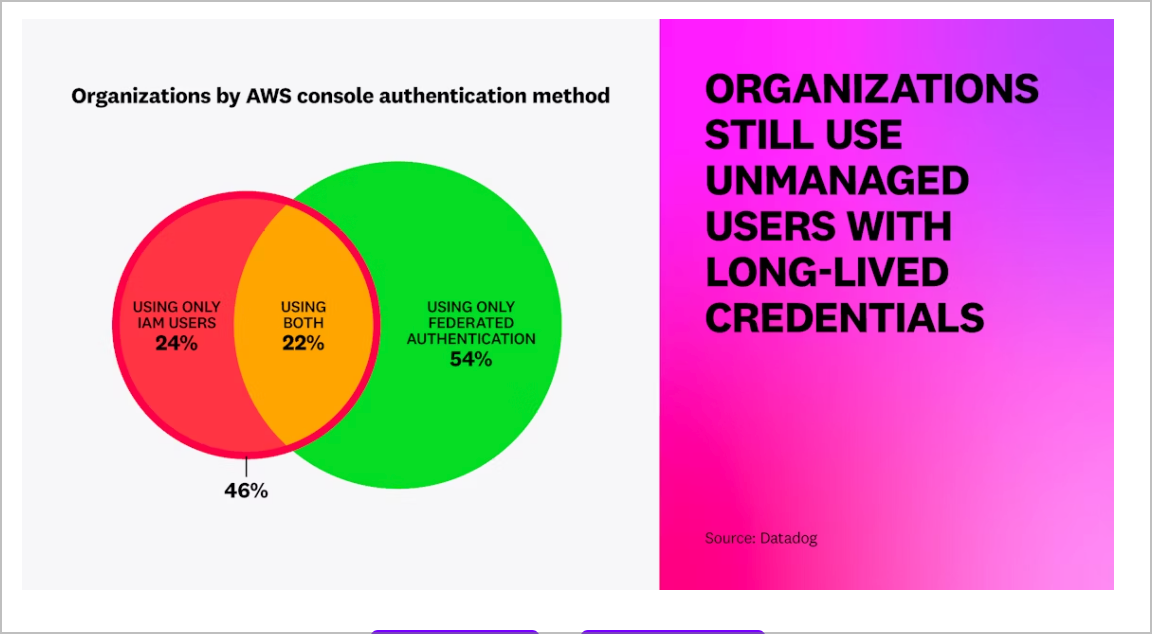 Organizations by AWS console authentication method
USING ONLY
IAM USERS
24%
USING
BOTH
22%
USING ONLY
FEDERATED
AUTHENTICATION
54%
46%
ORGANIZATIONS
STILL USE
UNMANAGED
USERS WITH
LONG-LIVED
CREDENTIALS
Source: Datadog